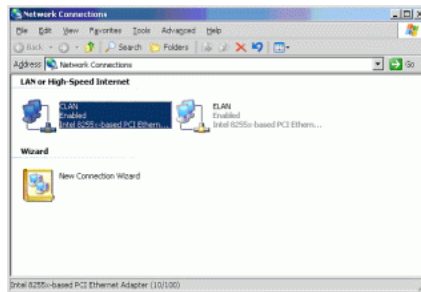 Network Connections
File Edit View Favorites Tools Advanced Help
Back Search Folders
Address Network Connections Go
LAN or High-Speed Internet
CLAN
Enabled
Intel 8255x-based PCI Ethern...
ELAN
Enabled
Intel 8255x-based PCI Ethern...
Wizard
New Connection Wizard
Intel 8255x-based PCI Ethernet Adapter (10/100)